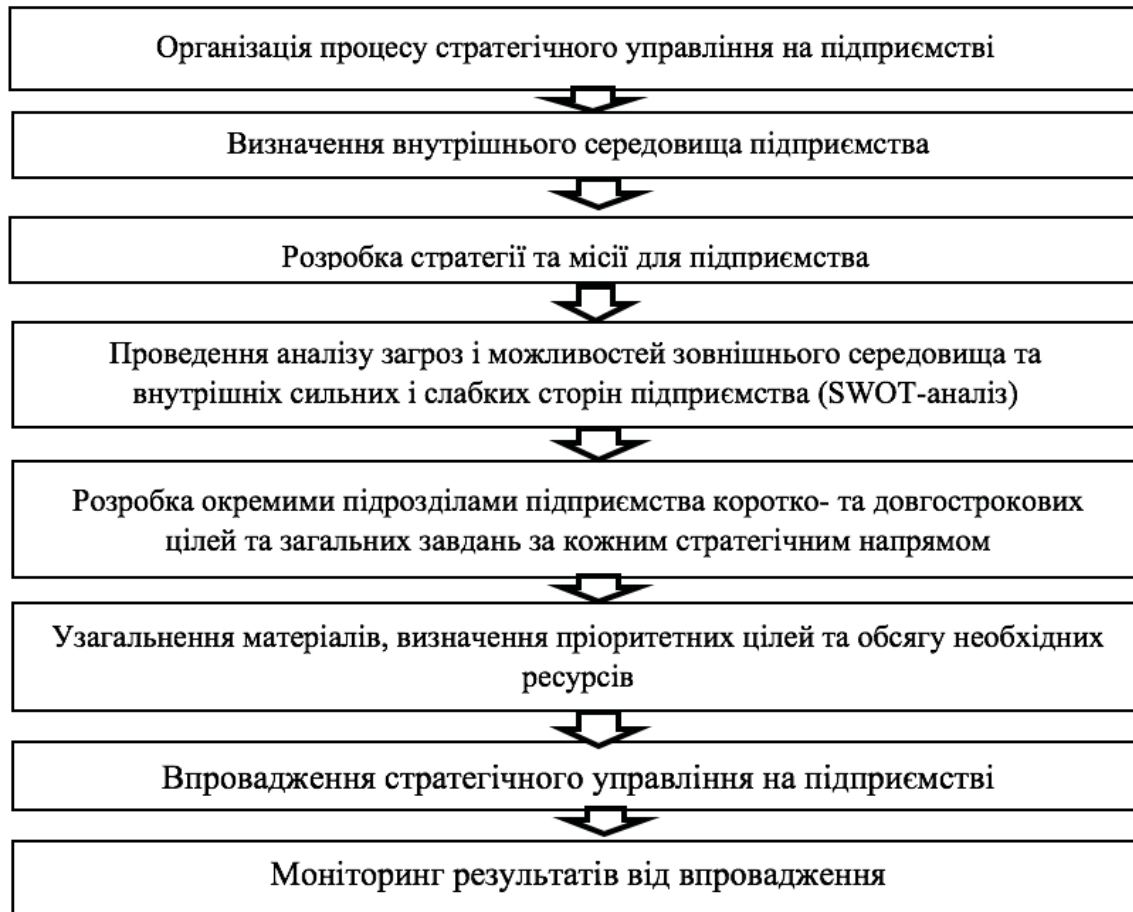 Організація процесу стратегічного управління на підприємстві
Визначення внутрішнього середовища підприємства
Розробка стратегії та місії для підприємства
Проведення аналізу загроз і можливостей зовнішнього середовища та
внутрішніх сильних і слабких сторін підприємства (SWOT-аналіз)
Розробка окремими підрозділами підприємства коротко- та довгострокових
цілей та загальних завдань за кожним стратегічним напрямом
Узагальнення матеріалів, визначення пріоритетних цілей та обсягу необхідних
ресурсів
Впровадження стратегічного управління на підприємстві
Моніторинг результатів від впровадження